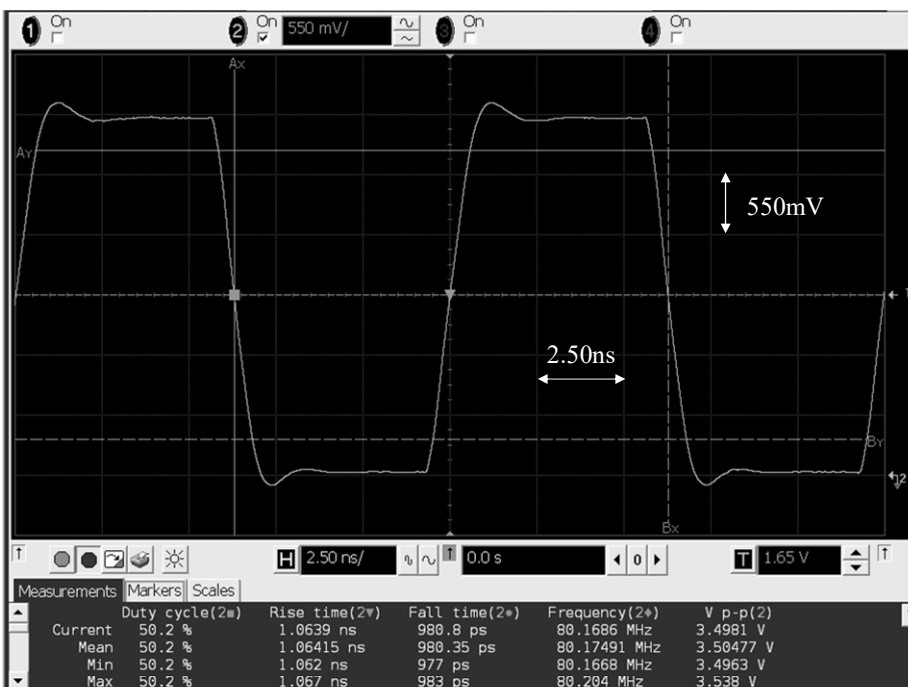 1 On 2 On 550 mV/ 3 On 4 On
Ax
AY
550mV
2.50ns
BY
2
BX
H 2.50 ns/ 0.0 s 0 T 1.65 V
Measurements Markers Scales
Duty cycle(2■) Rise time(2▼) Fall time(2•) Frequency(2♦) V p-p(2)
Current 50.2 % 1.0639 ns 980.8 ps 80.1686 MHz 3.4981 V
Mean 50.2 % 1.06415 ns 980.35 ps 80.17491 MHz 3.50477 V
Min 50.2 % 1.062 ns 977 ps 80.1668 MHz 3.4963 V
Max 50.2 % 1.067 ns 983 ps 80.204 MHz 3.538 V